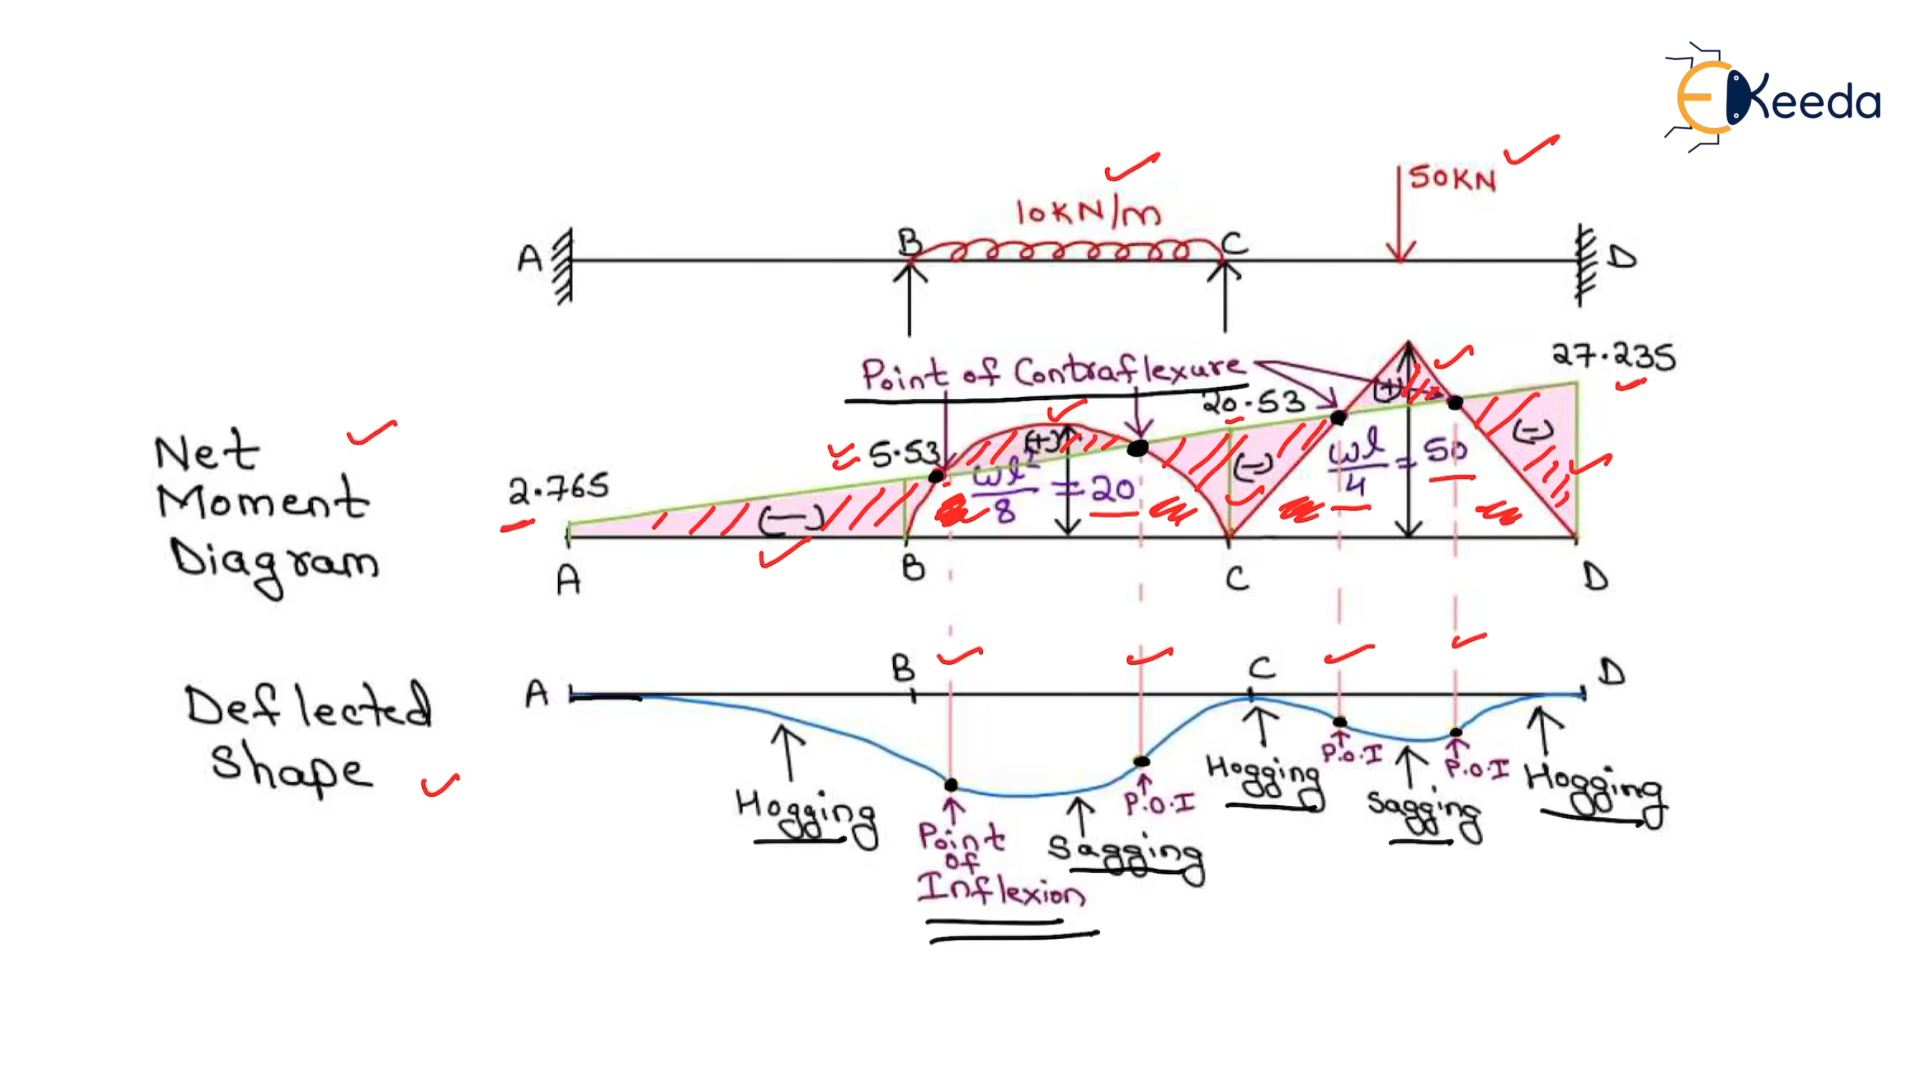 EKeeda
50KN
10KN/m
A
B
C
D
Point of Contraflexure
27.235
20.53
5.53
2.765
Net
Moment
Diagram
(+)
(+)
(-)
(-)
(-)
wl²/8 = 20
wl/4 = 50
A
B
C
D
Deflected
Shape
A
B
C
D
Hogging
Point
of
Inflexion
Sagging
P.O.I
Hogging
P.O.I
Sagging
P.O.I
Hogging